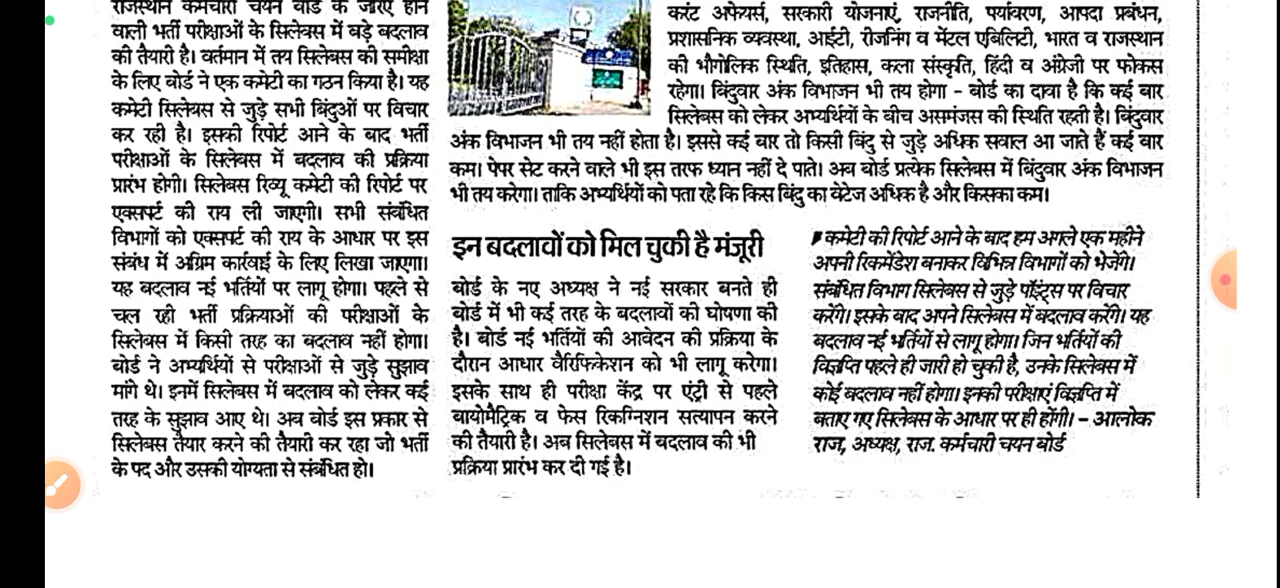 राजस्थान कर्मचारी चयन बोर्ड के जरिए होने
वाली भर्ती परीक्षाओं के सिलेबस में बड़े बदलाव
की तैयारी है। वर्तमान में तय सिलेबस की समीक्षा
के लिए बोर्ड ने एक कमेटी का गठन किया है। यह
कमेटी सिलेबस से जुड़े सभी बिंदुओं पर विचार
कर रही है। इसकी रिपोर्ट आने के बाद भर्ती
परीक्षाओं के सिलेबस में बदलाव की प्रक्रिया
प्रारंभ होगी। सिलेबस रिव्यू कमेटी की रिपोर्ट पर
एक्सपर्ट की राय ली जाएगी। सभी संबंधित
विभागों को एक्सपर्ट की राय के आधार पर इस
संबंध में अग्रिम कार्रवाई के लिए लिखा जाएगा।
यह बदलाव नई भर्तियों पर लागू होगा। पहले से
चल रही भर्ती प्रक्रियाओं की परीक्षाओं के
सिलेबस में किसी तरह का बदलाव नहीं होगा।
बोर्ड ने अभ्यर्थियों से परीक्षाओं से जुड़े सुझाव
मांगे थे। इनमें सिलेबस में बदलाव को लेकर कई
तरह के सुझाव आए थे। अब बोर्ड इस प्रकार से
सिलेबस तैयार करने की तैयारी कर रहा जो भर्ती
के पद और उसकी योग्यता से संबंधित हो।
करंट अफेयर्स, सरकारी योजनाएं, राजनीति, पर्यावरण, आपदा प्रबंधन,
प्रशासनिक व्यवस्था, आईटी, रीजनिंग व मेंटल एबिलिटी, भारत व राजस्थान
की भौगोलिक स्थिति, इतिहास, कला संस्कृति, हिंदी व अंग्रेजी पर फोकस
रहेगा। बिंदुवार अंक विभाजन भी तय होगा - बोर्ड का दावा है कि कई बार
सिलेबस को लेकर अभ्यर्थियों के बीच असमंजस की स्थिति रहती है। बिंदुवार
अंक विभाजन भी तय नहीं होता है। इससे कई बार तो किसी बिंदु से जुड़े अधिक सवाल आ जाते हैं कई बार
कम। पेपर सेट करने वाले भी इस तरफ ध्यान नहीं दे पाते। अब बोर्ड प्रत्येक सिलेबस में बिंदुवार अंक विभाजन
भी तय करेगा। ताकि अभ्यर्थियों को पता रहे कि किस बिंदु का वेटेज अधिक है और किसका कम।
इन बदलावों को मिल चुकी है मंजूरी
बोर्ड के नए अध्यक्ष ने नई सरकार बनते ही
बोर्ड में भी कई तरह के बदलावों की घोषणा की
है। बोर्ड नई भर्तियों की आवेदन की प्रक्रिया के
दौरान आधार वैरिफिकेशन को भी लागू करेगा।
इसके साथ ही परीक्षा केंद्र पर एंट्री से पहले
बायोमैट्रिक व फेस रिकग्निशन सत्यापन करने
की तैयारी है। अब सिलेबस में बदलाव की भी
प्रक्रिया प्रारंभ कर दी गई है।
कमेटी की रिपोर्ट आने के बाद हम अगले एक महीने
अपनी रिकमेंडेश बनाकर विभिन्न विभागों को भेजेंगे।
संबंधित विभाग सिलेबस से जुड़े पॉइंट्स पर विचार
करेंगे। इसके बाद अपने सिलेबस में बदलाव करेंगे। यह
बदलाव नई भर्तियों से लागू होगा। जिन भर्तियों की
विज्ञप्ति पहले ही जारी हो चुकी है, उनके सिलेबस में
कोई बदलाव नहीं होगा। इनकी परीक्षाएं विज्ञप्ति में
बताए गए सिलेबस के आधार पर ही होंगी। - आलोक
राज, अध्यक्ष, राज. कर्मचारी चयन बोर्ड